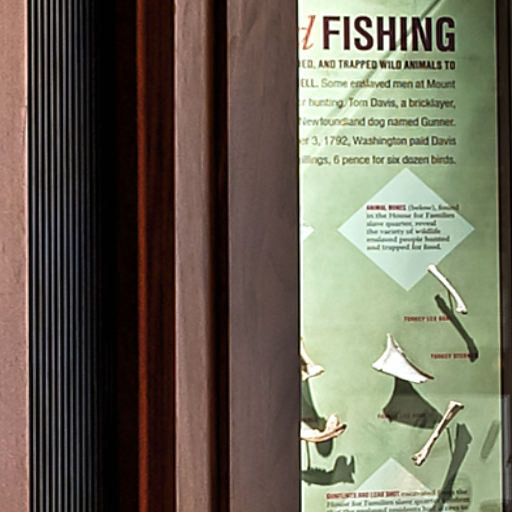 d FISHING
ED, AND TRAPPED WILD ANIMALS TO
ELL. Some enslaved men at Mount
r hunting. Tom Davis, a bricklayer,
Newfoundland dog named Gunner.
er 3, 1792, Washington paid Davis
illings, 6 pence for six dozen birds.
ANIMAL BONES (below), found
in the House for Families
slave quarter, reveal
the variety of wildlife
enslaved people hunted
and trapped for food.
TURKEY LEG BONE
TURKEY STERNUM
TURKEY LEG BONE
GUNFLINTS AND LEAD SHOT excavated from the
House for Families slave quarter